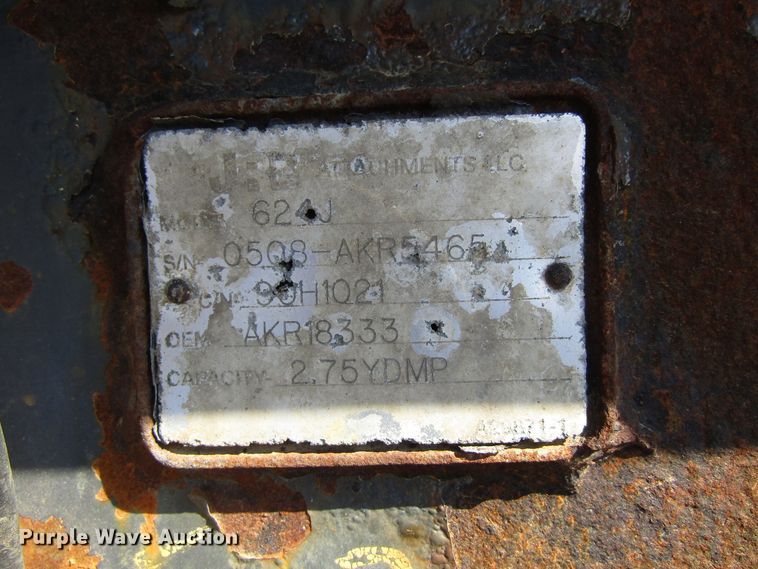 ATTACHMENTS LLC.
MODEL 624J
S/N- 0508-AKR5465
90H1021
OEM- AKR18333
CAPACITY- 2.75YDMP
Purple Wave Auction